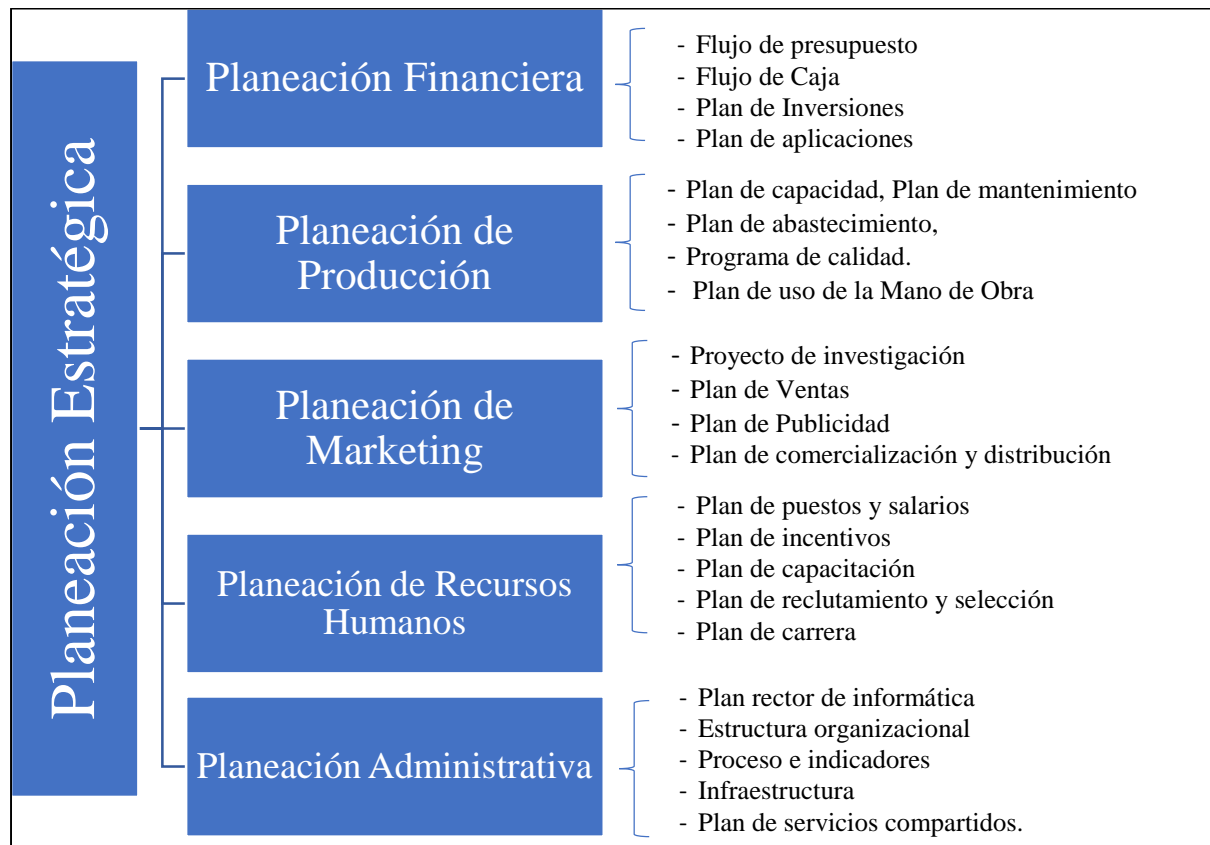 Planeación Estratégica
Planeación Financiera
- Flujo de presupuesto
- Flujo de Caja
- Plan de Inversiones
- Plan de aplicaciones
Planeación de
Producción
- Plan de capacidad, Plan de mantenimiento
- Plan de abastecimiento,
- Programa de calidad.
- Plan de uso de la Mano de Obra
Planeación de
Marketing
- Proyecto de investigación
- Plan de Ventas
- Plan de Publicidad
- Plan de comercialización y distribución
Planeación de Recursos
Humanos
- Plan de puestos y salarios
- Plan de incentivos
- Plan de capacitación
- Plan de reclutamiento y selección
- Plan de carrera
Planeación Administrativa
- Plan rector de informática
- Estructura organizacional
- Proceso e indicadores
- Infraestructura
- Plan de servicios compartidos.